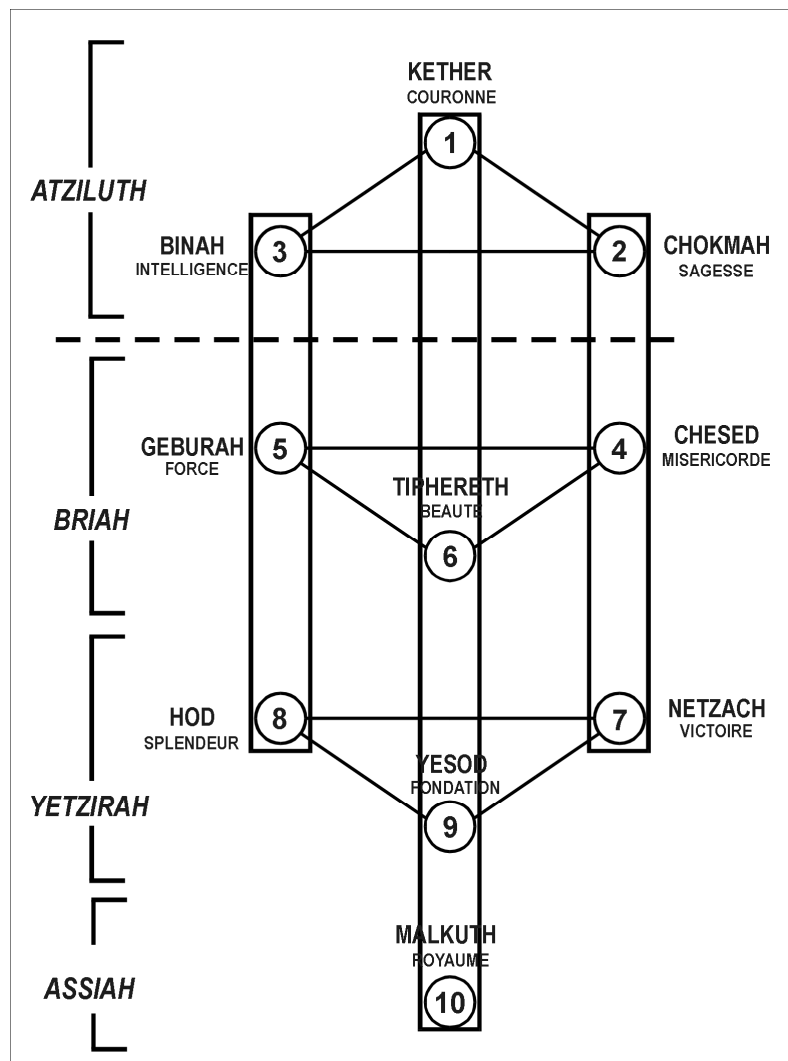 KETHER
COURONNE
1
ATZILUTH
BINAH
INTELLIGENCE
3
2
CHOKMAH
SAGESSE
GEBURAH
FORCE
5
4
CHESED
MISERICORDE
TIPHERETH
BEAUTE
6
BRIAH
HOD
SPLENDEUR
8
7
NETZACH
VICTOIRE
YESOD
FONDATION
9
YETZIRAH
MALKUTH
ROYAUME
10
ASSIAH